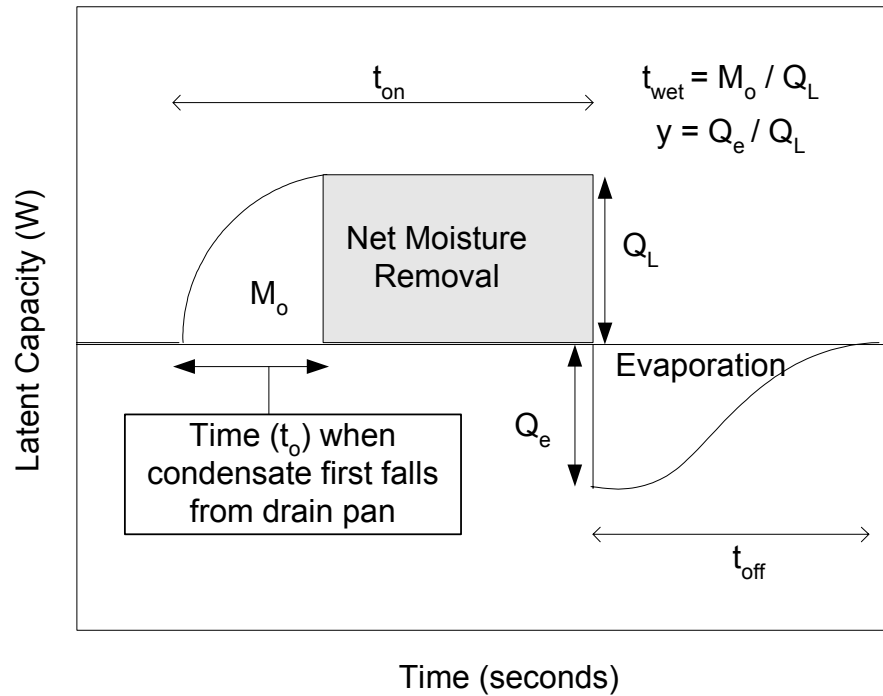 t_on
t_wet = M_o / Q_L
y = Q_e / Q_L
Latent Capacity (W)
Net Moisture
Removal
Q_L
M_o
Evaporation
Q_e
Time (t_o) when
condensate first falls
from drain pan
t_off
Time (seconds)